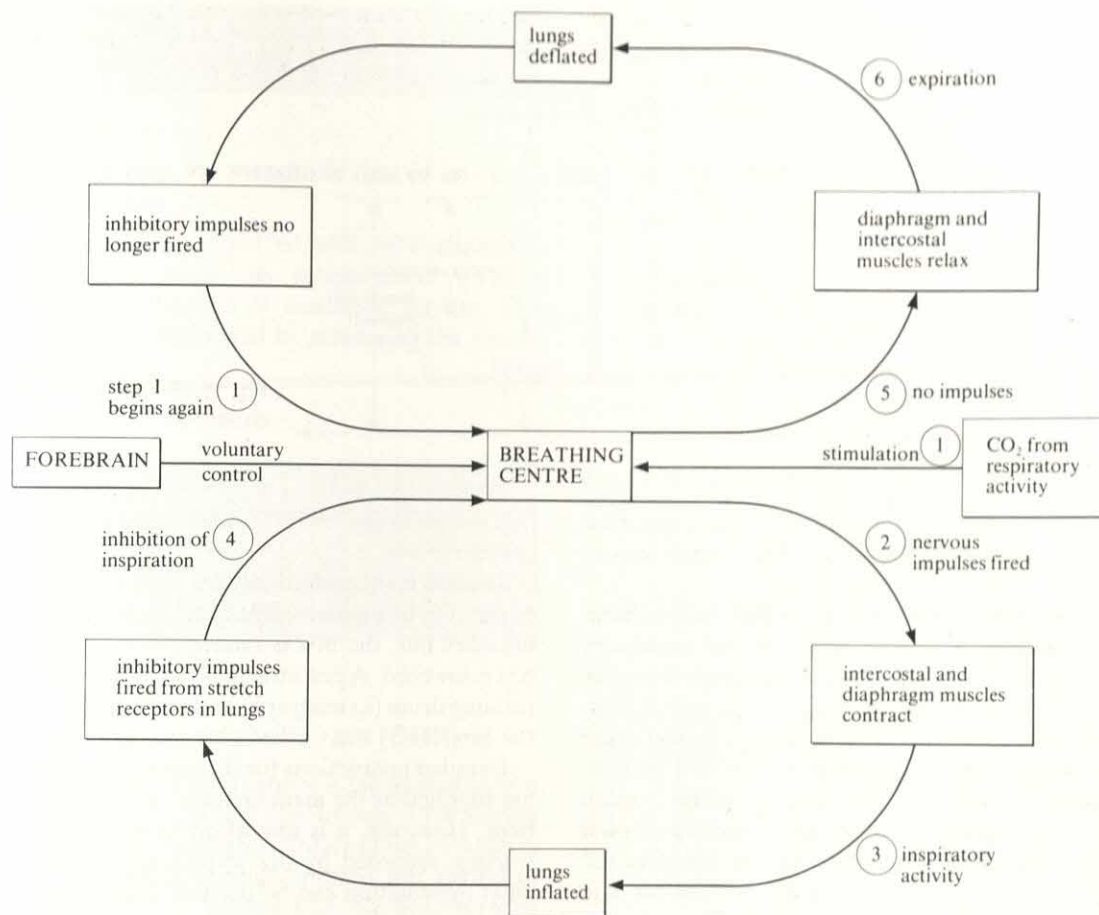 lungs
deflated
6 expiration
inhibitory impulses no
longer fired
diaphragm and
intercostal
muscles relax
step 1
begins again
1
5 no impulses
FOREBRAIN
voluntary
control
BREATHING
CENTRE
stimulation
1
CO₂ from
respiratory
activity
inhibition of
inspiration
4
2 nervous
impulses fired
inhibitory impulses
fired from stretch
receptors in lungs
intercostal and
diaphragm muscles
contract
lungs
inflated
3 inspiratory
activity